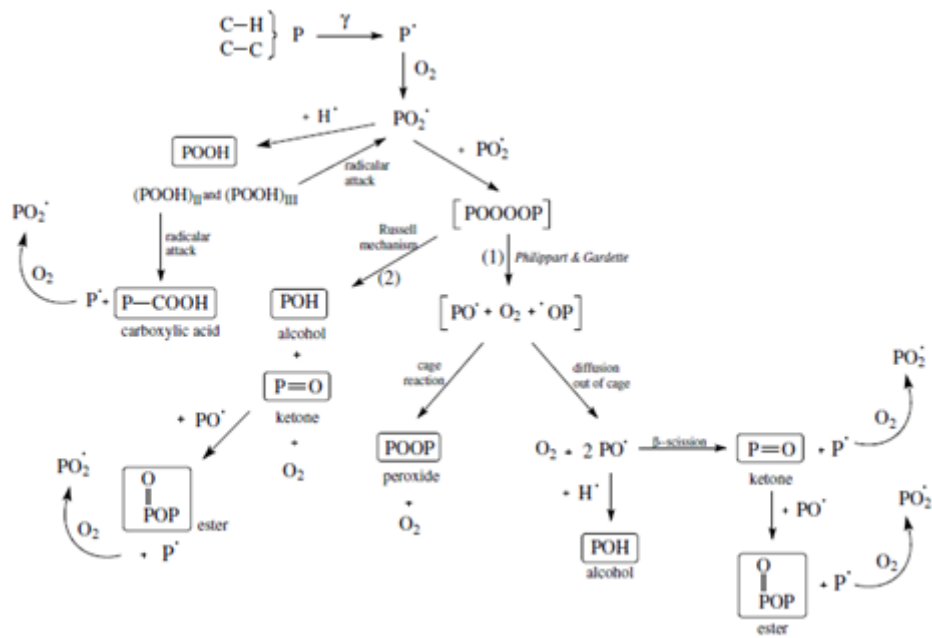 C−H
C−C } P γ P˙
O₂
PO₂˙
+ H˙
+ PO₂˙
POOH
radicalar
attack
(POOH)II and (POOH)III
[POOOOP]
PO₂˙
radicalar
attack
Russell
mechanism
(1) Philippart & Gardette
(2)
O₂
P˙ + P−COOH
carboxylic acid
POH
alcohol
[PO˙ + O₂ + ˙OP]
+
P=O
ketone
cage
reaction
diffusion
out of cage
PO₂˙
+ PO˙
+
O₂
O₂
POOP
peroxide
O₂ + 2 PO˙
β−scission
P=O + P˙
ketone
PO₂˙
O
POP
ester
O₂
+ P˙
+
O₂
+ H˙
+ PO˙
PO₂˙
POH
alcohol
O₂
O
POP
ester
+ P˙